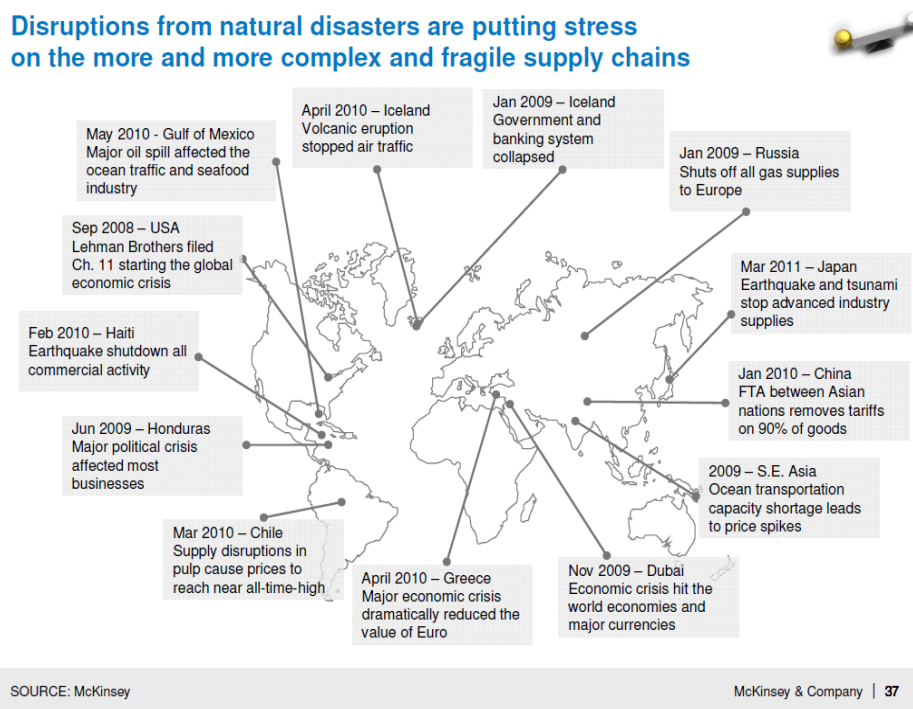 Disruptions from natural disasters are putting stress
on the more and more complex and fragile supply chains
April 2010 – Iceland
Volcanic eruption
stopped air traffic
Jan 2009 – Iceland
Government and
banking system
collapsed
May 2010 - Gulf of Mexico
Major oil spill affected the
ocean traffic and seafood
industry
Jan 2009 – Russia
Shuts off all gas supplies
to Europe
Sep 2008 – USA
Lehman Brothers filed
Ch. 11 starting the global
economic crisis
Mar 2011 – Japan
Earthquake and tsunami
stop advanced industry
supplies
Feb 2010 – Haiti
Earthquake shutdown all
commercial activity
Jan 2010 – China
FTA between Asian
nations removes tariffs
on 90% of goods
Jun 2009 – Honduras
Major political crisis
affected most
businesses
2009 – S.E. Asia
Ocean transportation
capacity shortage leads
to price spikes
Mar 2010 – Chile
Supply disruptions in
pulp cause prices to
reach near all-time-high
April 2010 – Greece
Major economic crisis
dramatically reduced the
value of Euro
Nov 2009 – Dubai
Economic crisis hit the
world economies and
major currencies
SOURCE: McKinsey
McKinsey & Company | 37